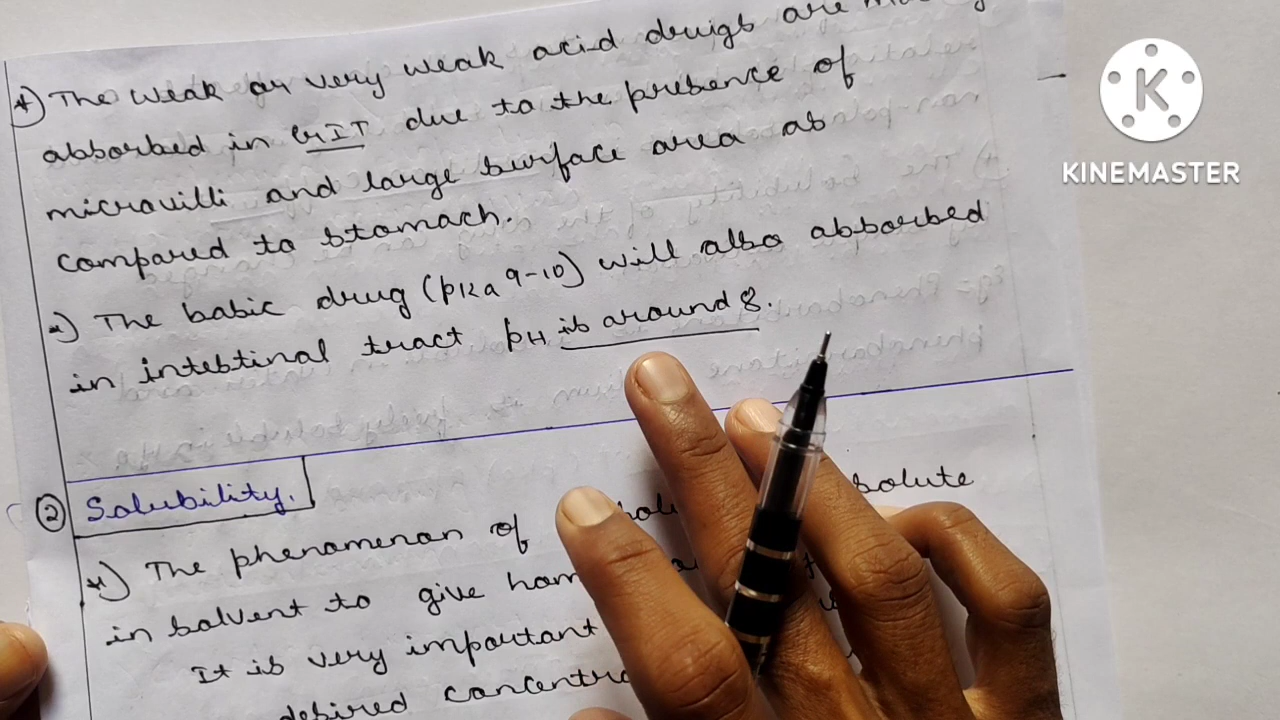 *) The weak or very weak acid drugs are
absorbed in GIT due to the presence of
microvilli and large surface area as
compared to stomach.
*) The basic drug (pKa 9-10) will also absorbed
in intestinal tract pH is around 8.
② Solubility.
*) The phenomenon of solute
in solvent to give
It is very important
desired
K
KINEMASTER